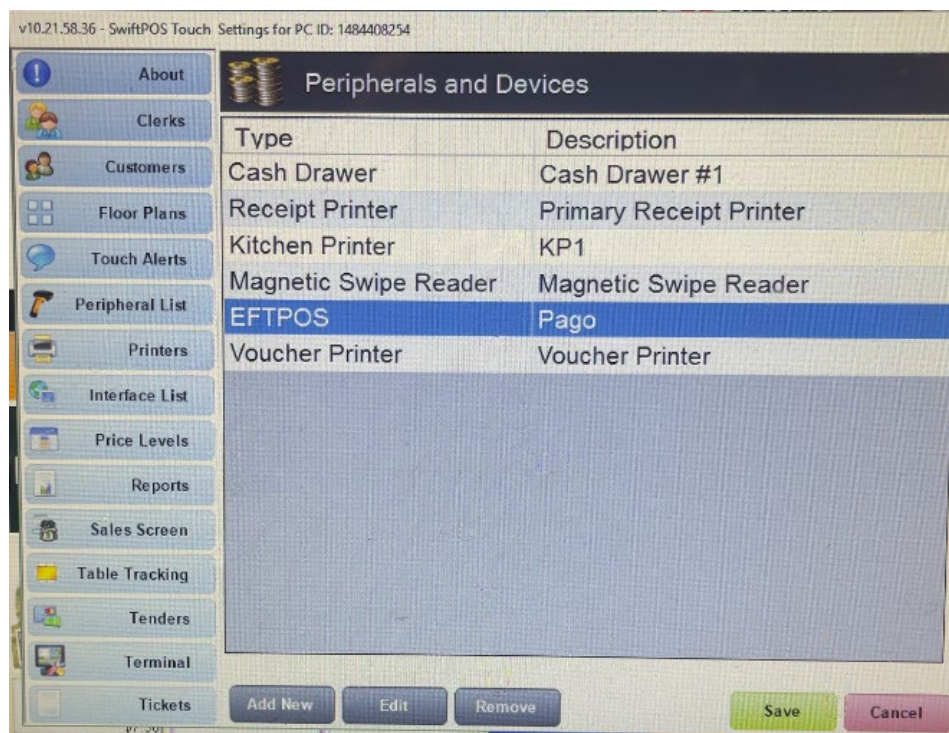 v10.21.58.36 - SwiftPOS Touch Settings for PC ID: 1484408254
About
Clerks
Customers
Floor Plans
Touch Alerts
Peripheral List
Printers
Interface List
Price Levels
Reports
Sales Screen
Table Tracking
Tenders
Terminal
Tickets
Peripherals and Devices
Type Description
Cash Drawer Cash Drawer #1
Receipt Printer Primary Receipt Printer
Kitchen Printer KP1
Magnetic Swipe Reader Magnetic Swipe Reader
EFTPOS Pago
Voucher Printer Voucher Printer
Add New Edit Remove Save Cancel